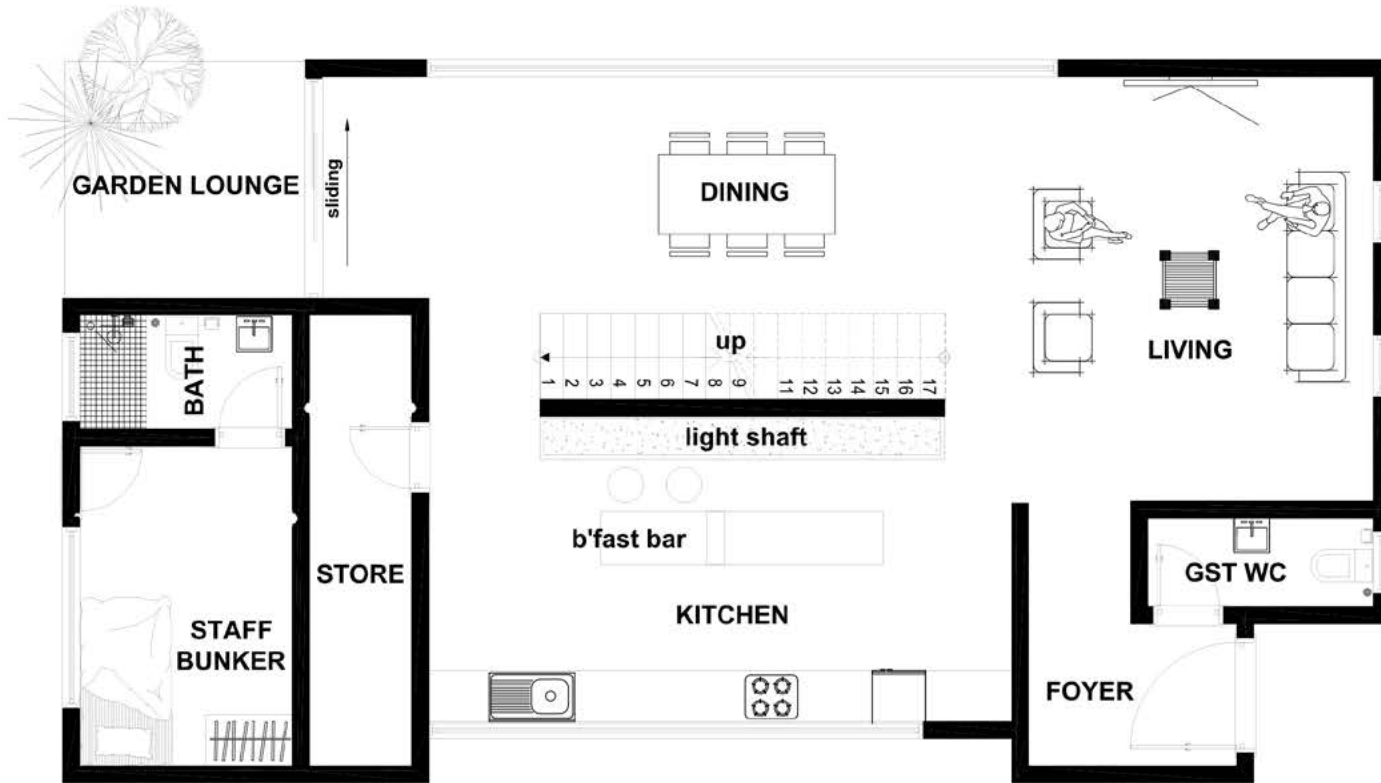 GARDEN LOUNGE
sliding
DINING
up
1 2 3 4 5 6 7 8 9 11 12 13 14 15 16 17
LIVING
light shaft
BATH
b'fast bar
STORE
GST WC
KITCHEN
STAFF
BUNKER
FOYER